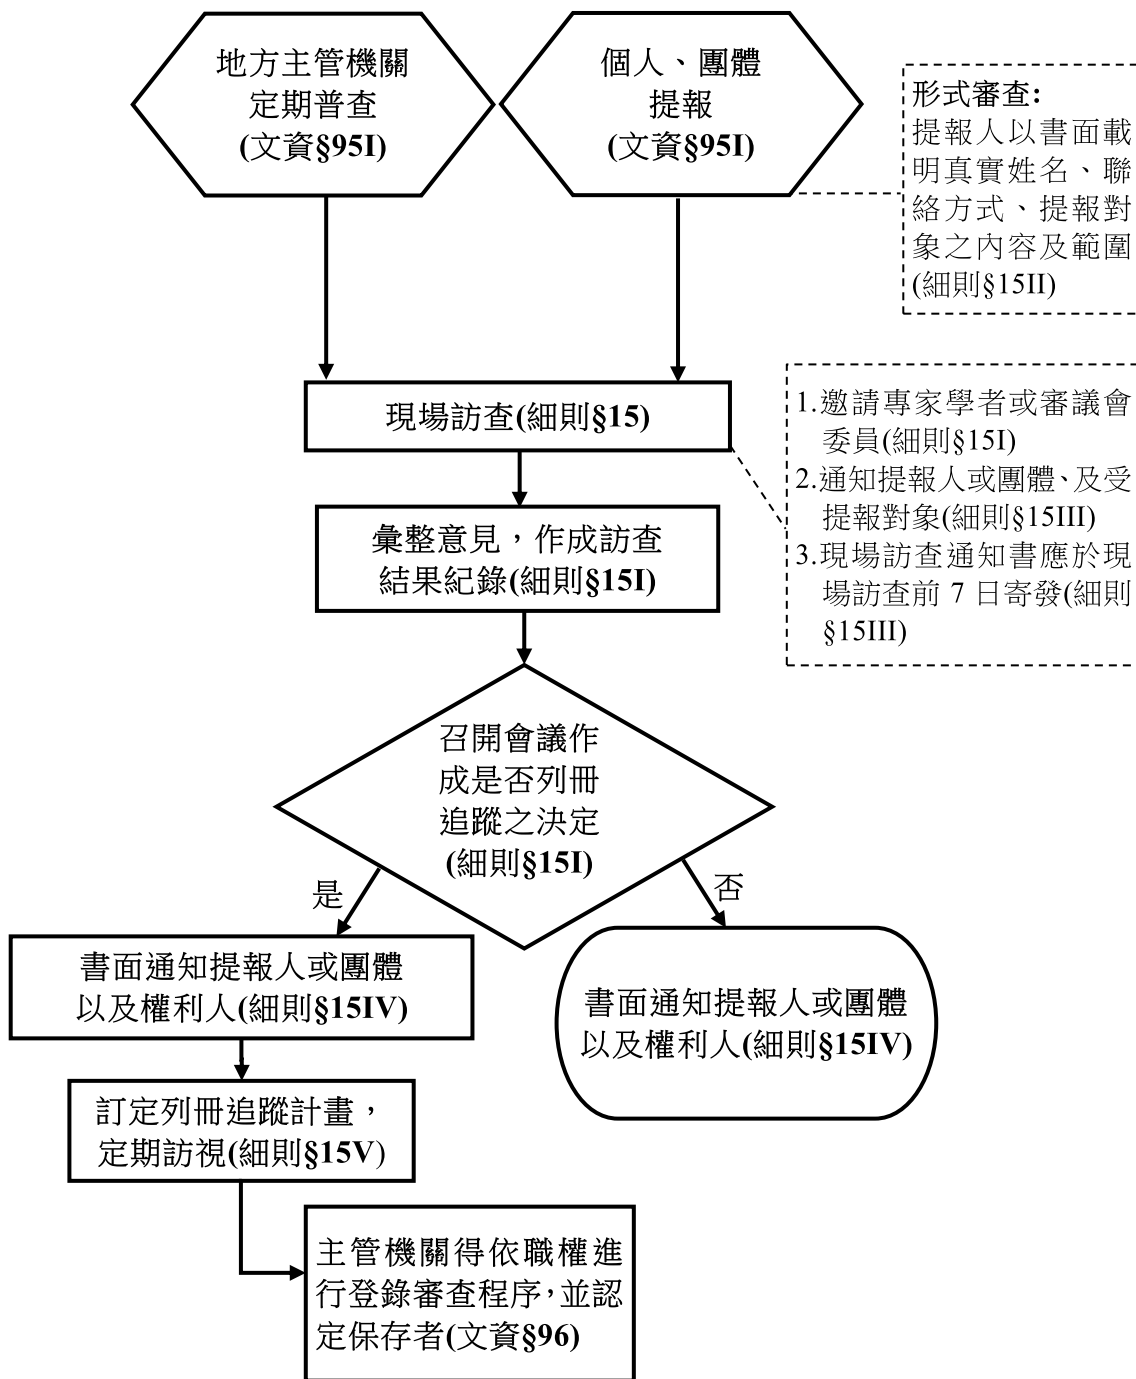 地方主管機關
定期普查
(文資§95I)
個人、團體
提報
(文資§95I)
形式審查:
提報人以書面載
明真實姓名、聯
絡方式、提報對
象之內容及範圍
(細則§15II)
現場訪查(細則§15)
1.邀請專家學者或審議會
委員(細則§15I)
2.通知提報人或團體、及受
提報對象(細則§15III)
3.現場訪查通知書應於現
場訪查前 7 日寄發(細則
§15III)
彙整意見，作成訪查
結果紀錄(細則§15I)
召開會議作
成是否列冊
追蹤之決定
(細則§15I)
是
否
書面通知提報人或團體
以及權利人(細則§15IV)
書面通知提報人或團體
以及權利人(細則§15IV)
訂定列冊追蹤計畫，
定期訪視(細則§15V)
主管機關得依職權進
行登錄審查程序，並認
定保存者(文資§96)